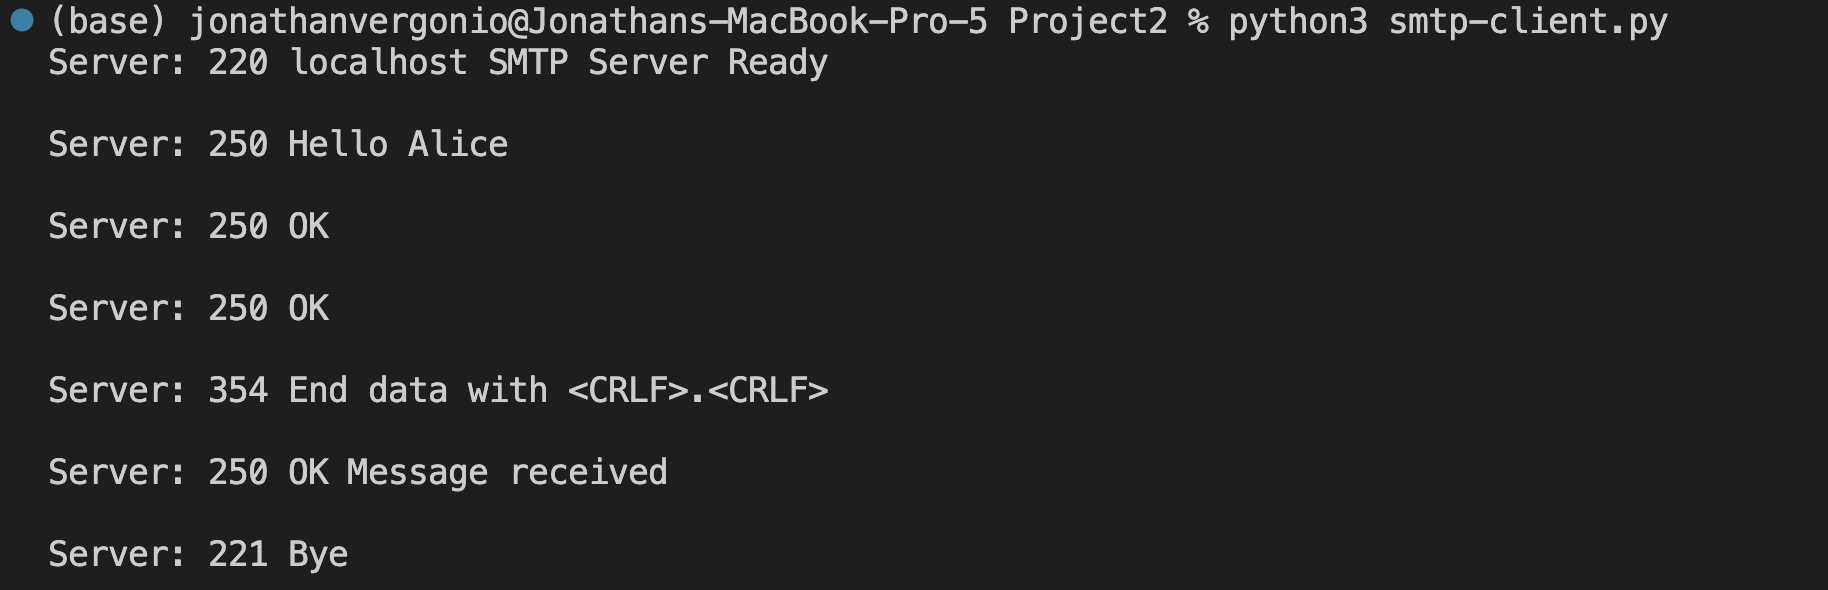 (base) jonathanvergonio@Jonathans-MacBook-Pro-5 Project2 % python3 smtp-client.py
Server: 220 localhost SMTP Server Ready
Server: 250 Hello Alice
Server: 250 OK
Server: 250 OK
Server: 354 End data with <CRLF>.<CRLF>
Server: 250 OK Message received
Server: 221 Bye